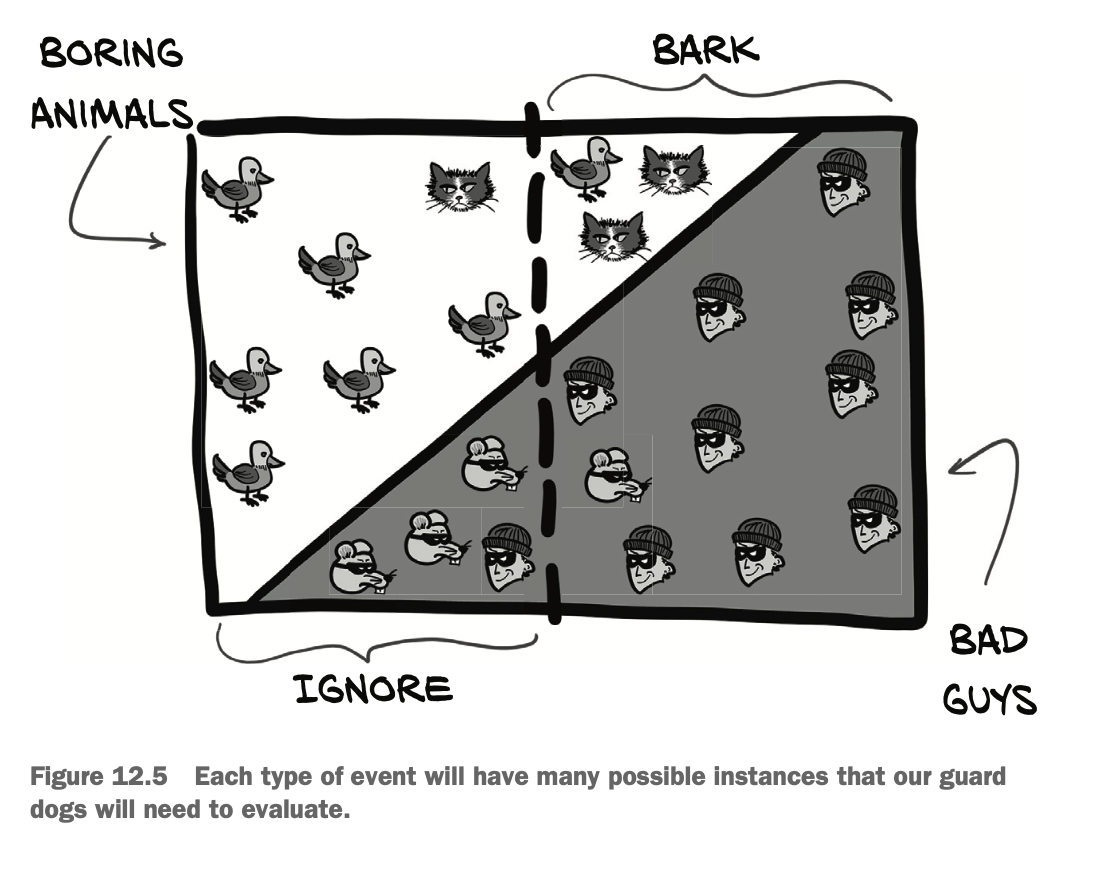 BORING
ANIMALS
BARK
IGNORE
BAD
GUYS
Figure 12.5 Each type of event will have many possible instances that our guard
dogs will need to evaluate.